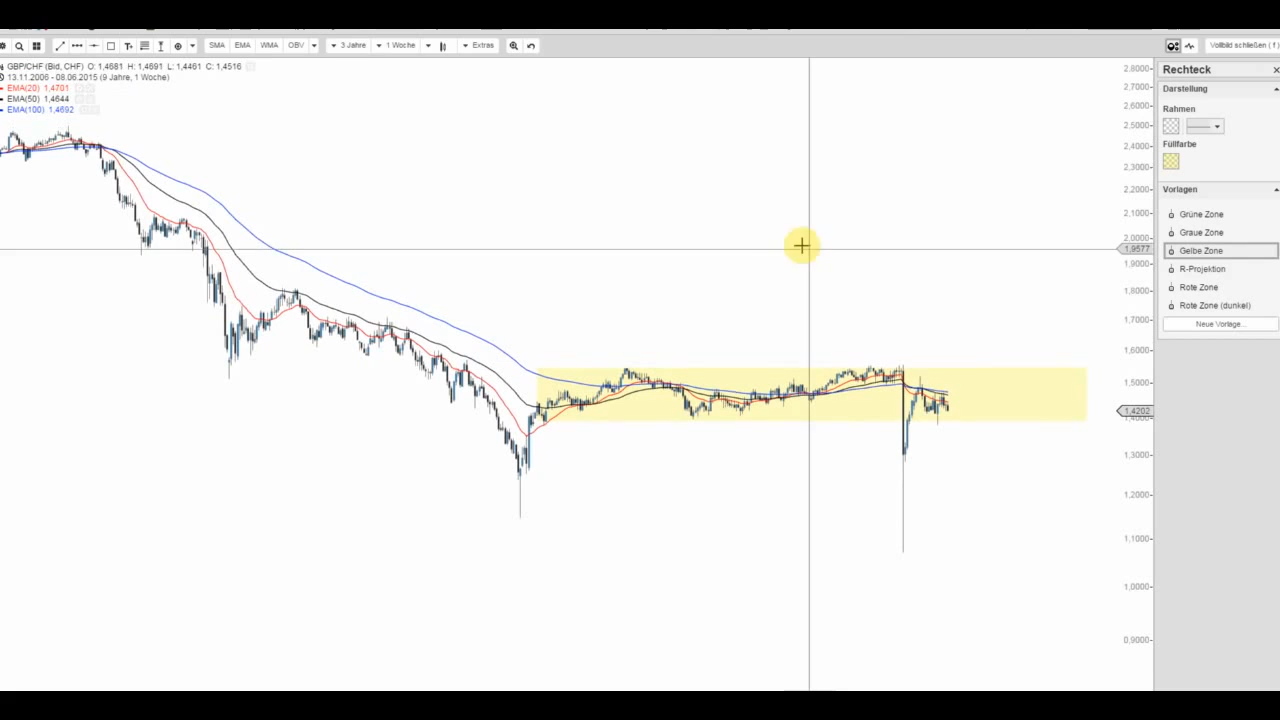 SMA EMA WMA OBV 3 Jahre 1 Woche Extras Vollbild schließen ( f )
GBP/CHF (Bid, CHF) O: 1,4681 H: 1,4691 L: 1,4461 C: 1,4516
13.11.2006 - 08.06.2015 (9 Jahre, 1 Woche)
EMA(20) 1,4701
EMA(50) 1,4644
EMA(100) 1,4692
2,8000
2,7000
2,6000
2,5000
2,4000
2,3000
2,2000
2,1000
2,0000
1,9577
1,9000
1,8000
1,7000
1,6000
1,5000
1,4202
1,4000
1,3000
1,2000
1,1000
1,0000
0,9000
Rechteck
Darstellung
Rahmen
Füllfarbe
Vorlagen
Grüne Zone
Graue Zone
Gelbe Zone
R-Projektion
Rote Zone
Rote Zone (dunkel)
Neue Vorlage...